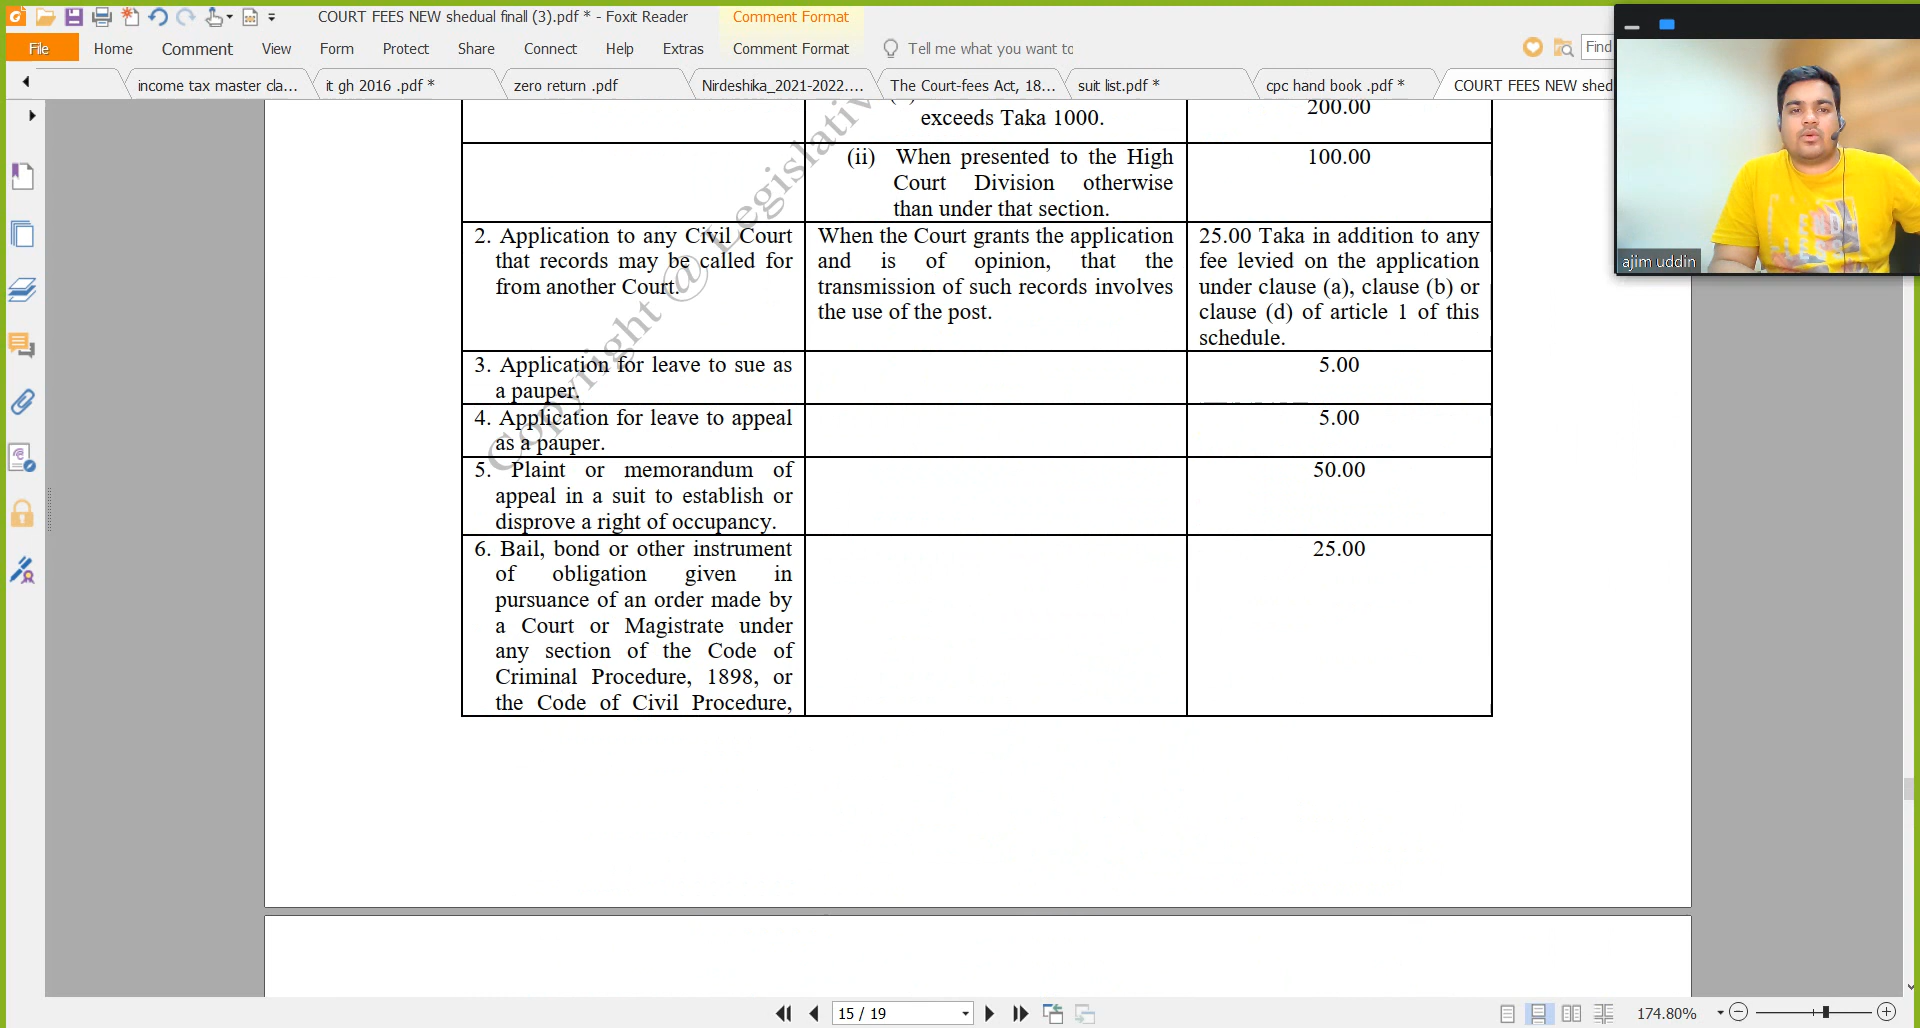 COURT FEES NEW shedual finall (3).pdf * - Foxit Reader
Comment Format
File
Home
Comment
View
Form
Protect
Share
Connect
Help
Extras
Comment Format
Tell me what you want to
Find
income tax master cla...
it gh 2016 .pdf *
zero return .pdf
Nirdeshika_2021-2022....
The Court-fees Act, 18...
suit list.pdf *
cpc hand book .pdf *
COURT FEES NEW shed
ajim uddin
exceeds Taka 1000.
200.00
(ii) When presented to the High
Court Division otherwise
than under that section.
100.00
2. Application to any Civil Court
that records may be called for
from another Court.
When the Court grants the application
and is of opinion, that the
transmission of such records involves
the use of the post.
25.00 Taka in addition to any
fee levied on the application
under clause (a), clause (b) or
clause (d) of article 1 of this
schedule.
3. Application for leave to sue as
a pauper.
5.00
4. Application for leave to appeal
as a pauper.
5.00
5. Plaint or memorandum of
appeal in a suit to establish or
disprove a right of occupancy.
50.00
6. Bail, bond or other instrument
of obligation given in
pursuance of an order made by
a Court or Magistrate under
any section of the Code of
Criminal Procedure, 1898, or
the Code of Civil Procedure,
25.00
Copyright @ Legislativ
15 / 19
174.80%